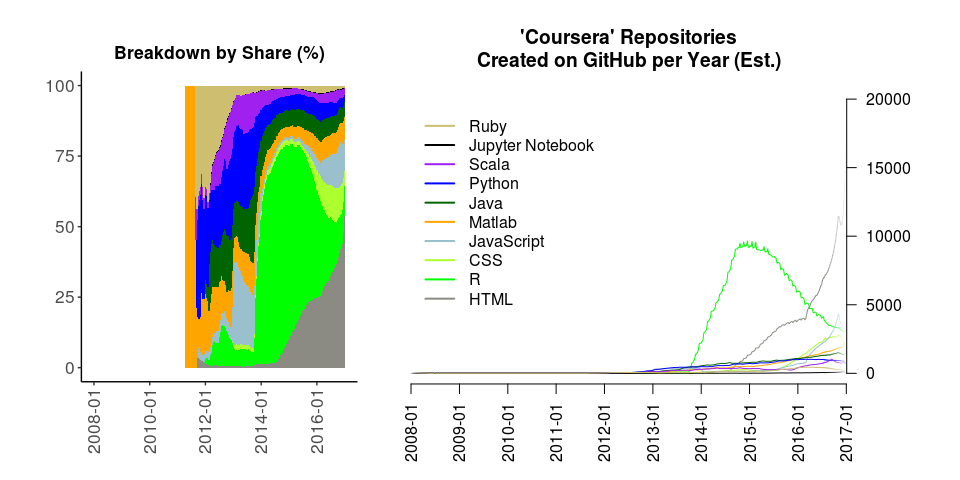 Breakdown by Share (%)
100
75
50
25
0
2008-01
2010-01
2012-01
2014-01
2016-01
'Coursera' Repositories
Created on GitHub per Year (Est.)
Ruby
Jupyter Notebook
Scala
Python
Java
Matlab
JavaScript
CSS
R
HTML
20000
15000
10000
5000
0
2008-01
2009-01
2010-01
2011-01
2012-01
2013-01
2014-01
2015-01
2016-01
2017-01